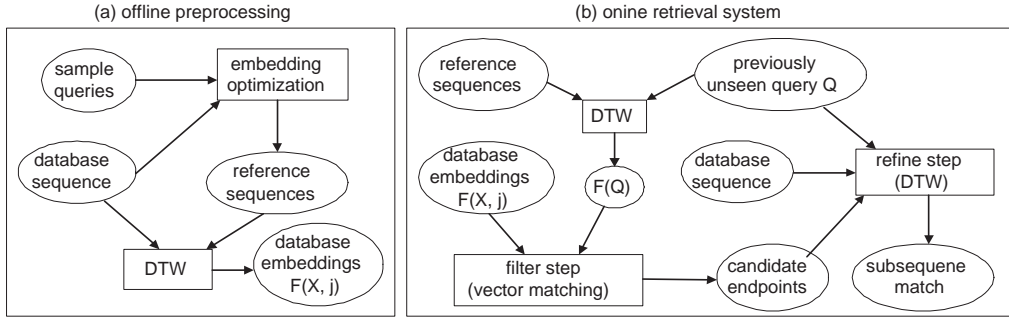 (a) offline preprocessing
sample
queries
embedding
optimization
database
sequence
reference
sequences
DTW
database
embeddings
F(X, j)
(b) onine retrieval system
reference
sequences
previously
unseen query Q
DTW
database
embeddings
F(X, j)
F(Q)
database
sequence
refine step
(DTW)
filter step
(vector matching)
candidate
endpoints
subsequene
match